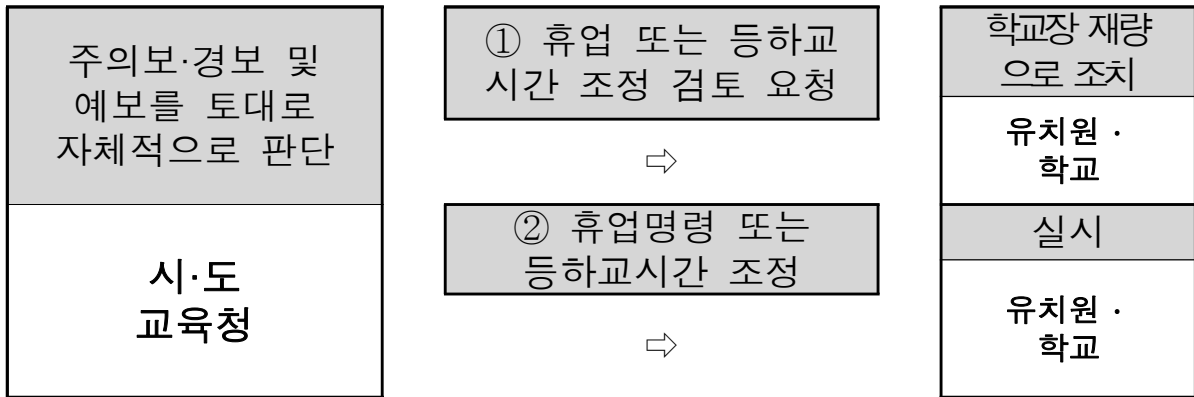 주의보·경보 및
예보를 토대로
자체적으로 판단
시·도
교육청
① 휴업 또는 등하교
시간 조정 검토 요청
⇨
② 휴업명령 또는
등하교시간 조정
⇨
학교장 재량
으로 조치
유치원 ·
학교
실시
유치원 ·
학교